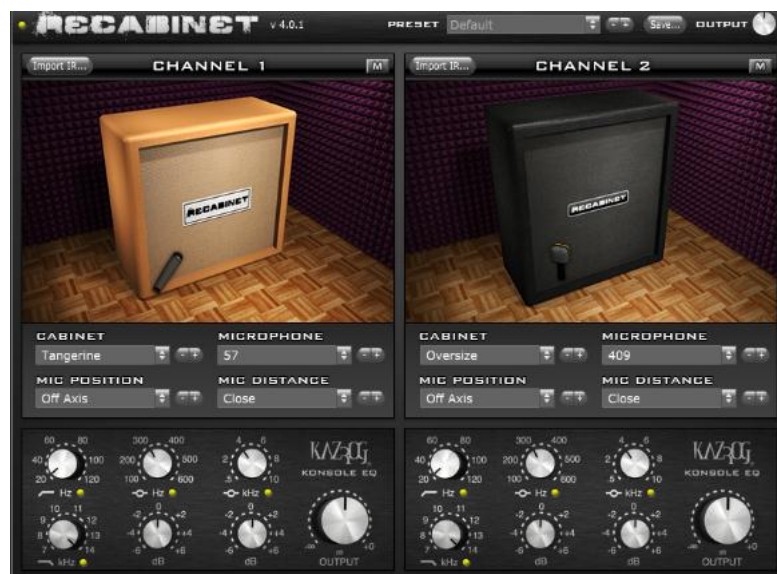 RECABINET v 4.0.1 PRESET Default Save... OUTPUT
Import IR... CHANNEL 1 M
RECABINET
CABINET MICROPHONE
Tangerine 57
MIC POSITION MIC DISTANCE
Off Axis Close
Import IR... CHANNEL 2 M
RECABINET
CABINET MICROPHONE
Oversize 409
MIC POSITION MIC DISTANCE
Off Axis Close
60 80 300 400 4 6
40 100 200 500 2 8
20 120 100 600 .5 10
Hz Hz kHz
KAZROG
KONSOLE EQ
10 11 0 0
9 12 -2 +2 -2 +2
8 13 -4 +4 -4 +4
7 14 -6 +6 -6 +6
kHz dB dB
-∞ +0
OUTPUT
60 80 300 400 4 6
40 100 200 500 2 8
20 120 100 600 .5 10
Hz Hz kHz
KAZROG
KONSOLE EQ
10 11 0 0
9 12 -2 +2 -2 +2
8 13 -4 +4 -4 +4
7 14 -6 +6 -6 +6
kHz dB dB
-∞ +0
OUTPUT